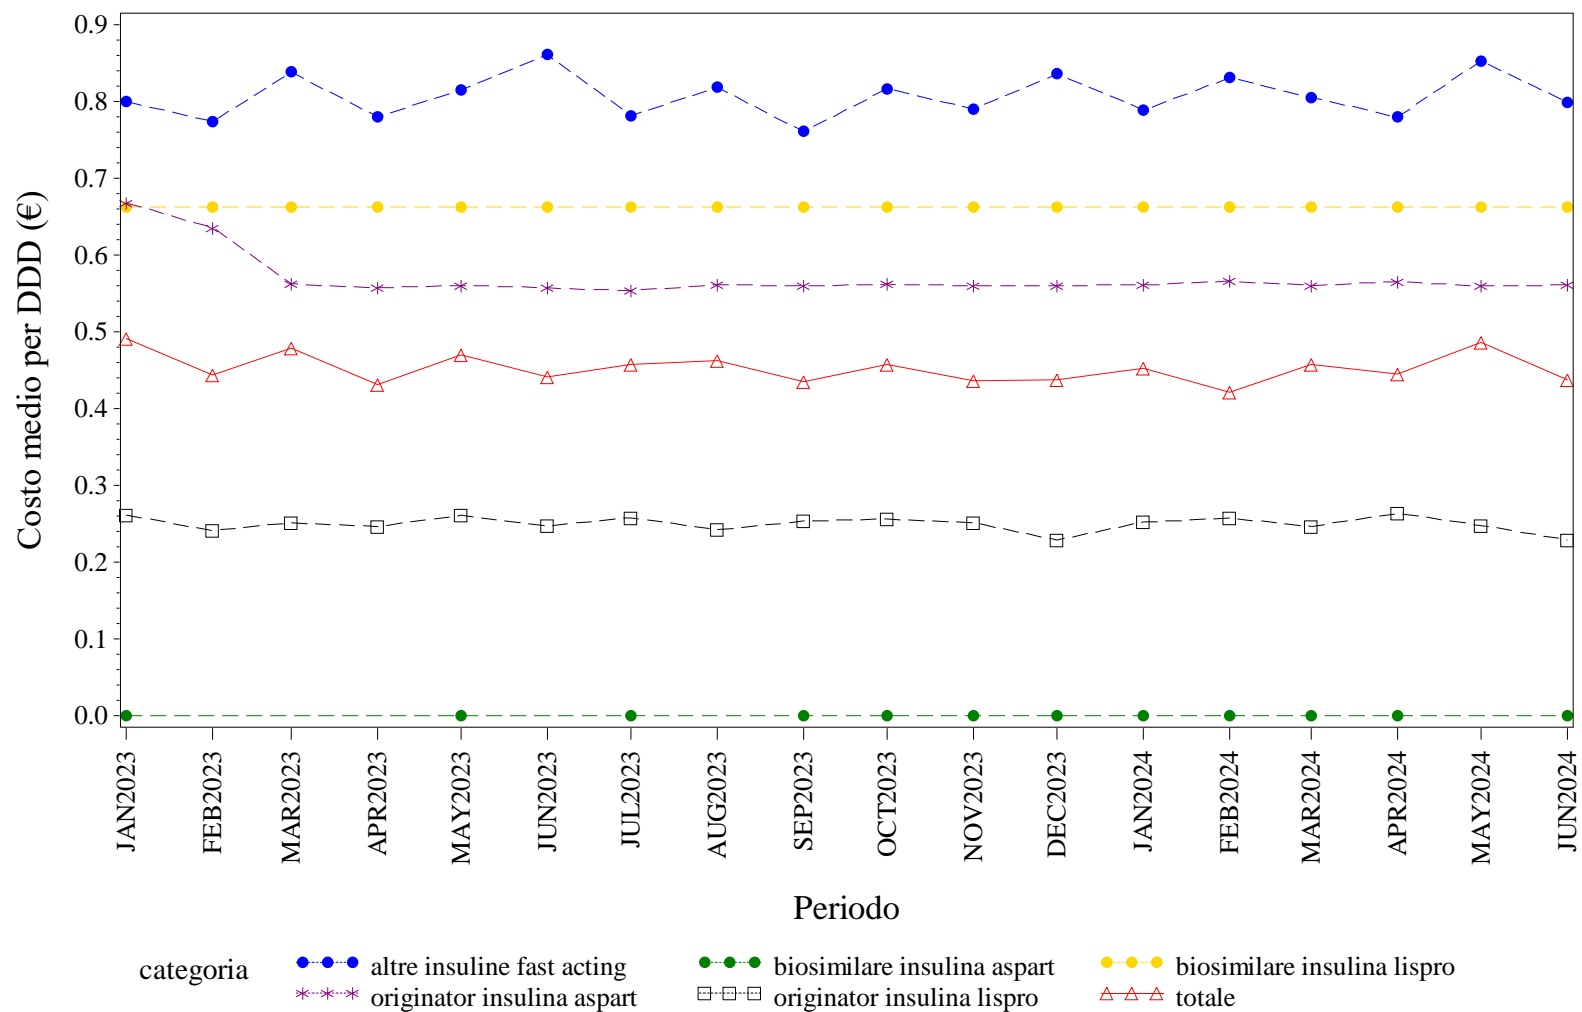 Costo medio per DDD (€)
0.9
0.8
0.7
0.6
0.5
0.4
0.3
0.2
0.1
0.0
JAN2023
FEB2023
MAR2023
APR2023
MAY2023
JUN2023
JUL2023
AUG2023
SEP2023
OCT2023
NOV2023
DEC2023
JAN2024
FEB2024
MAR2024
APR2024
MAY2024
JUN2024
Periodo
categoria
altre insuline fast acting
biosimilare insulina aspart
biosimilare insulina lispro
originator insulina aspart
originator insulina lispro
totale